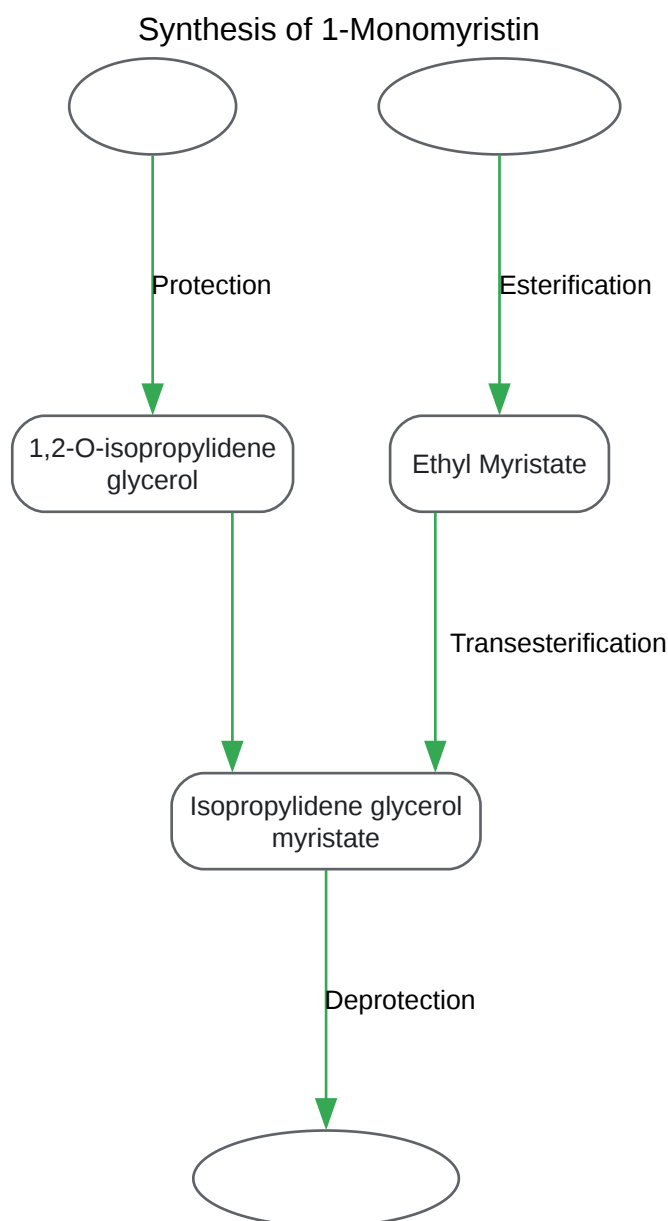 Synthesis of 1-Monomyristin
Protection
Esterification
1,2-O-isopropylidene
glycerol
Ethyl Myristate
Transesterification
Isopropylidene glycerol
myristate
Deprotection